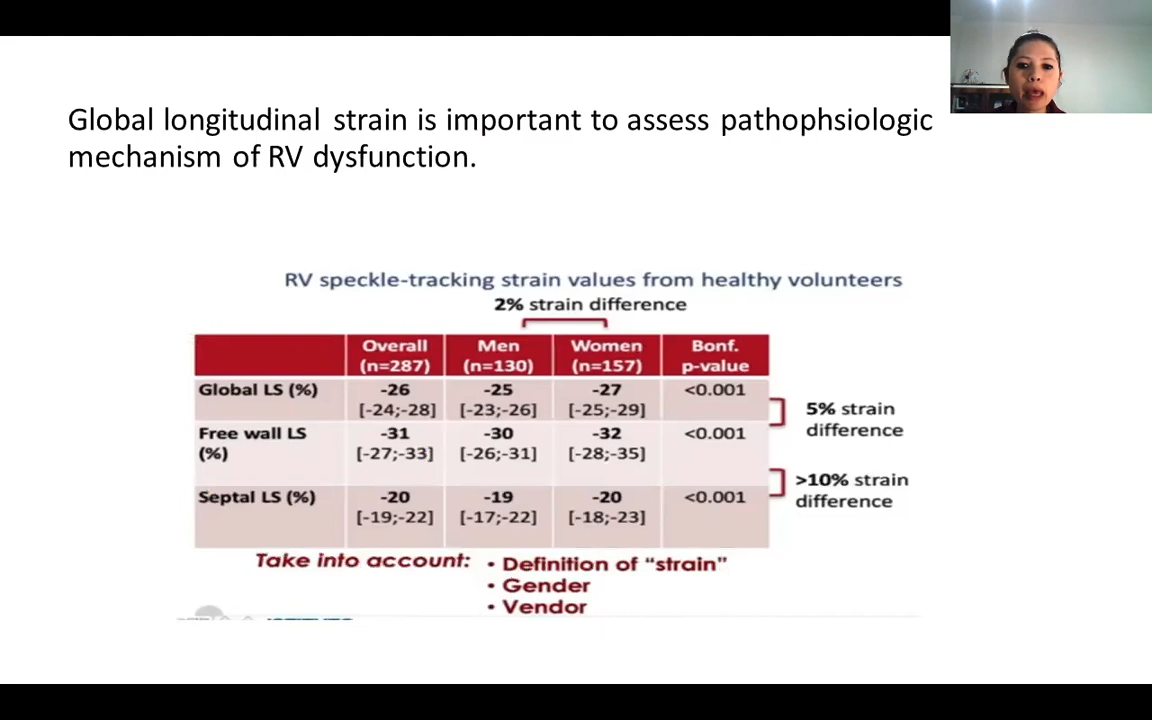 Global longitudinal strain is important to assess pathophsiologic
mechanism of RV dysfunction.
RV speckle-tracking strain values from healthy volunteers
2% strain difference
Overall Men Women Bonf.
(n=287) (n=130) (n=157) p-value
Global LS (%) -26 -25 -27 <0.001
[-24;-28] [-23;-26] [-25;-29]
5% strain
difference
Free wall LS -31 -30 -32 <0.001
(%) [-27;-33] [-26;-31] [-28;-35]
>10% strain
difference
Septal LS (%) -20 -19 -20 <0.001
[-19;-22] [-17;-22] [-18;-23]
Take into account: • Definition of “strain”
• Gender
• Vendor